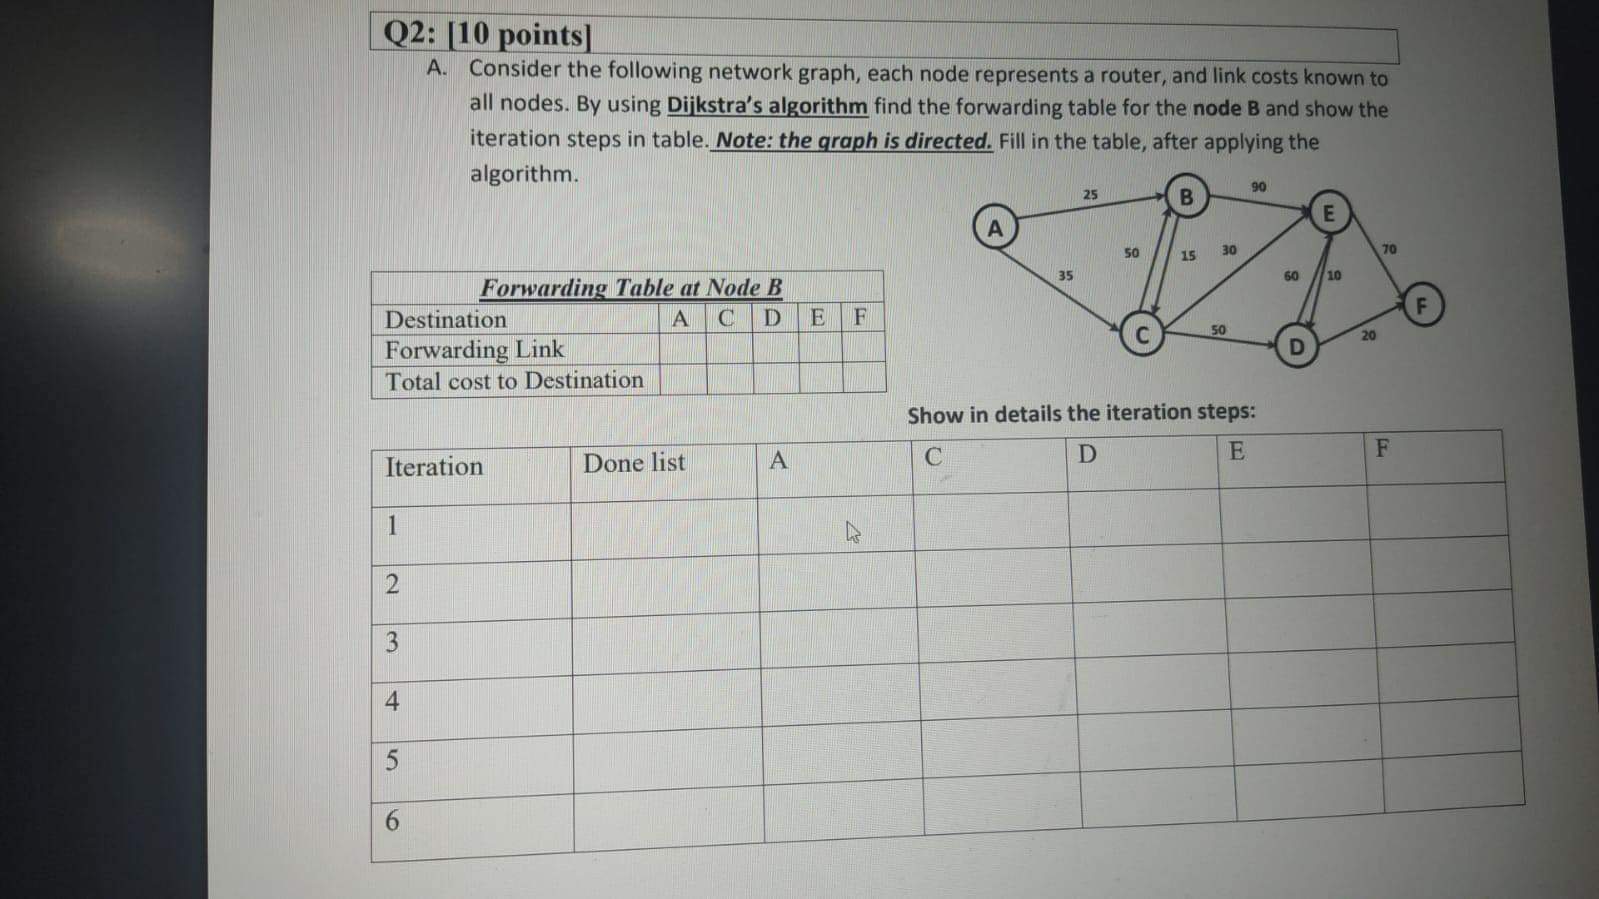 Q2: [10 points]
A. Consider the following network graph, each node represents a router, and link costs known to
all nodes. By using Dijkstra's algorithm find the forwarding table for the node B and show the
iteration steps in table. Note: the graph is directed. Fill in the table, after applying the
algorithm.
25
B
90
E
A
50
15
30
70
35
60
10
F
C
50
D
20
Forwarding Table at Node B
Destination A C D E F
Forwarding Link
Total cost to Destination
Show in details the iteration steps:
Iteration Done list A C D E F
1
2
3
4
5
6